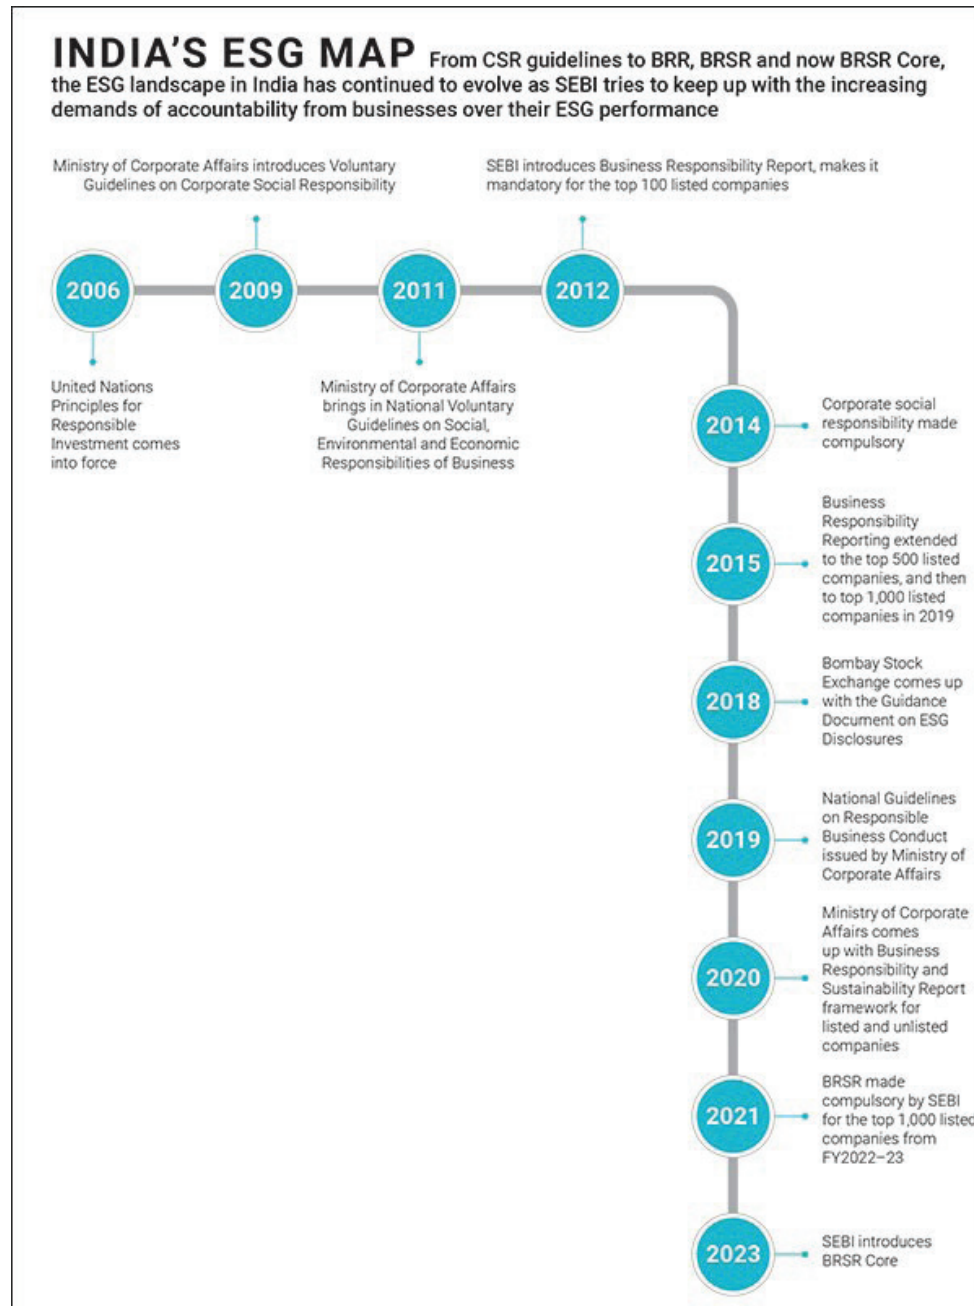 INDIA'S ESG MAP From CSR guidelines to BRR, BRSR and now BRSR Core,
the ESG landscape in India has continued to evolve as SEBI tries to keep up with the increasing
demands of accountability from businesses over their ESG performance
Ministry of Corporate Affairs introduces Voluntary
Guidelines on Corporate Social Responsibility
SEBI introduces Business Responsibility Report, makes it
mandatory for the top 100 listed companies
2006
2009
2011
2012
United Nations
Principles for
Responsible
Investment comes
into force
Ministry of Corporate Affairs
brings in National Voluntary
Guidelines on Social,
Environmental and Economic
Responsibilities of Business
2014
Corporate social
responsibility made
compulsory
2015
Business
Responsibility
Reporting extended
to the top 500 listed
companies, and then
to top 1,000 listed
companies in 2019
2018
Bombay Stock
Exchange comes up
with the Guidance
Document on ESG
Disclosures
2019
National Guidelines
on Responsible
Business Conduct
issued by Ministry of
Corporate Affairs
2020
Ministry of Corporate
Affairs comes
up with Business
Responsibility and
Sustainability Report
framework for
listed and unlisted
companies
2021
BRSR made
compulsory by SEBI
for the top 1,000 listed
companies from
FY2022–23
2023
SEBI introduces
BRSR Core